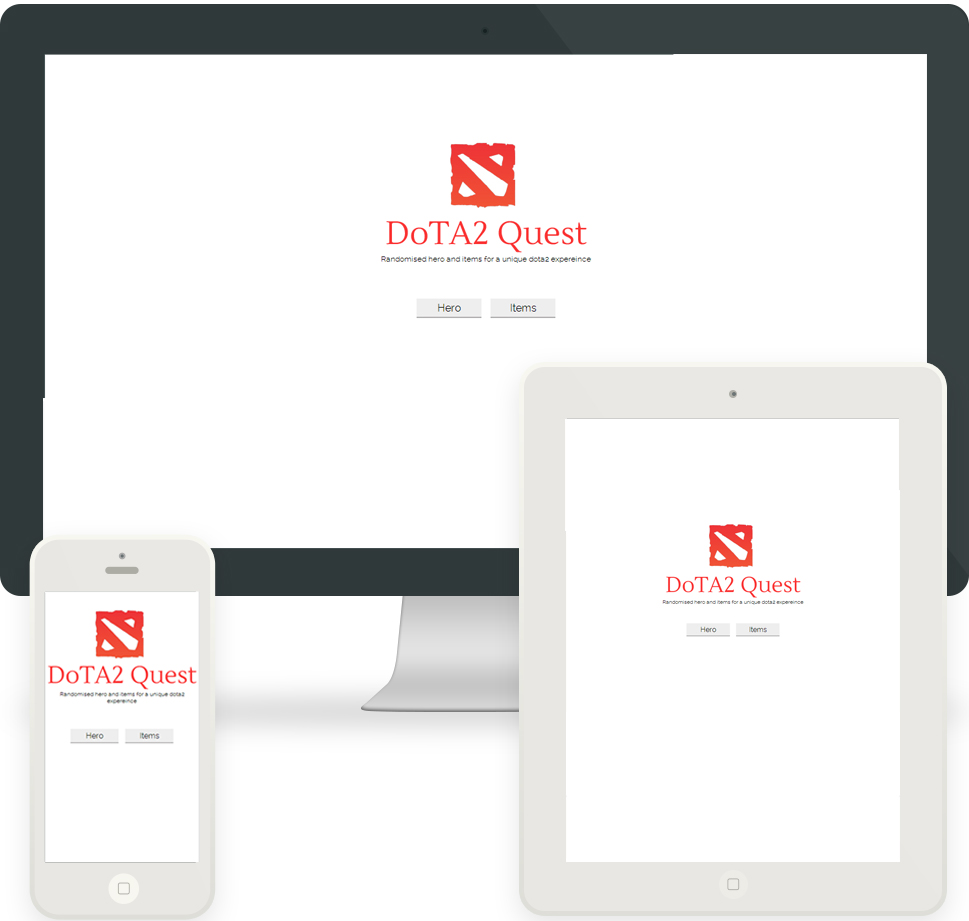 DoTA2 Quest
Randomised hero and items for a unique dota2 expereince
Hero Items
DoTA2 Quest
Randomised hero and items for a unique dota2 expereince
Hero Items
DoTA2 Quest
Randomised hero and items for a unique dota2
expereince
Hero Items